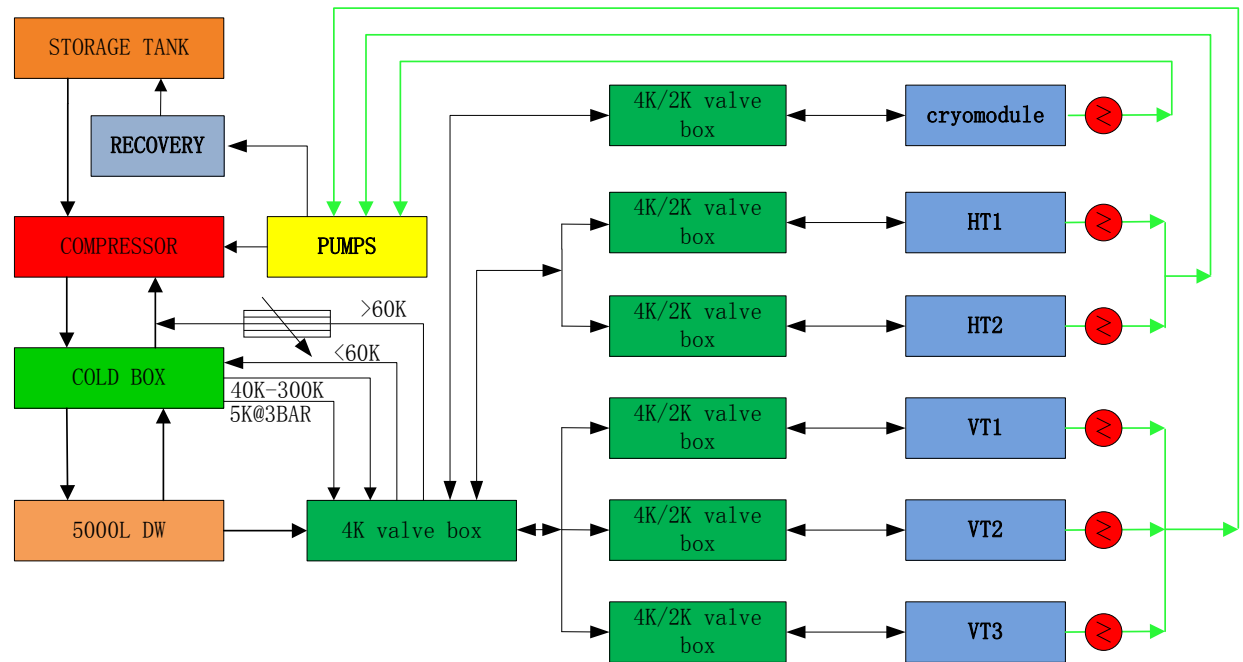 STORAGE TANK
RECOVERY
COMPRESSOR
PUMPS
>60K
<60K
COLD BOX
40K-300K
5K@3BAR
5000L DW
4K valve box
4K/2K valve
box
cryomodule
4K/2K valve
box
HT1
4K/2K valve
box
HT2
4K/2K valve
box
VT1
4K/2K valve
box
VT2
4K/2K valve
box
VT3